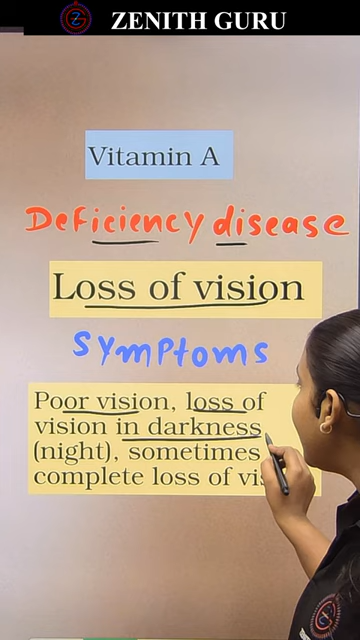 ZENITH GURU
Vitamin A
Deficiency disease
Loss of vision
Symptoms
Poor vision, loss of
vision in darkness
(night), sometimes
complete loss of vis